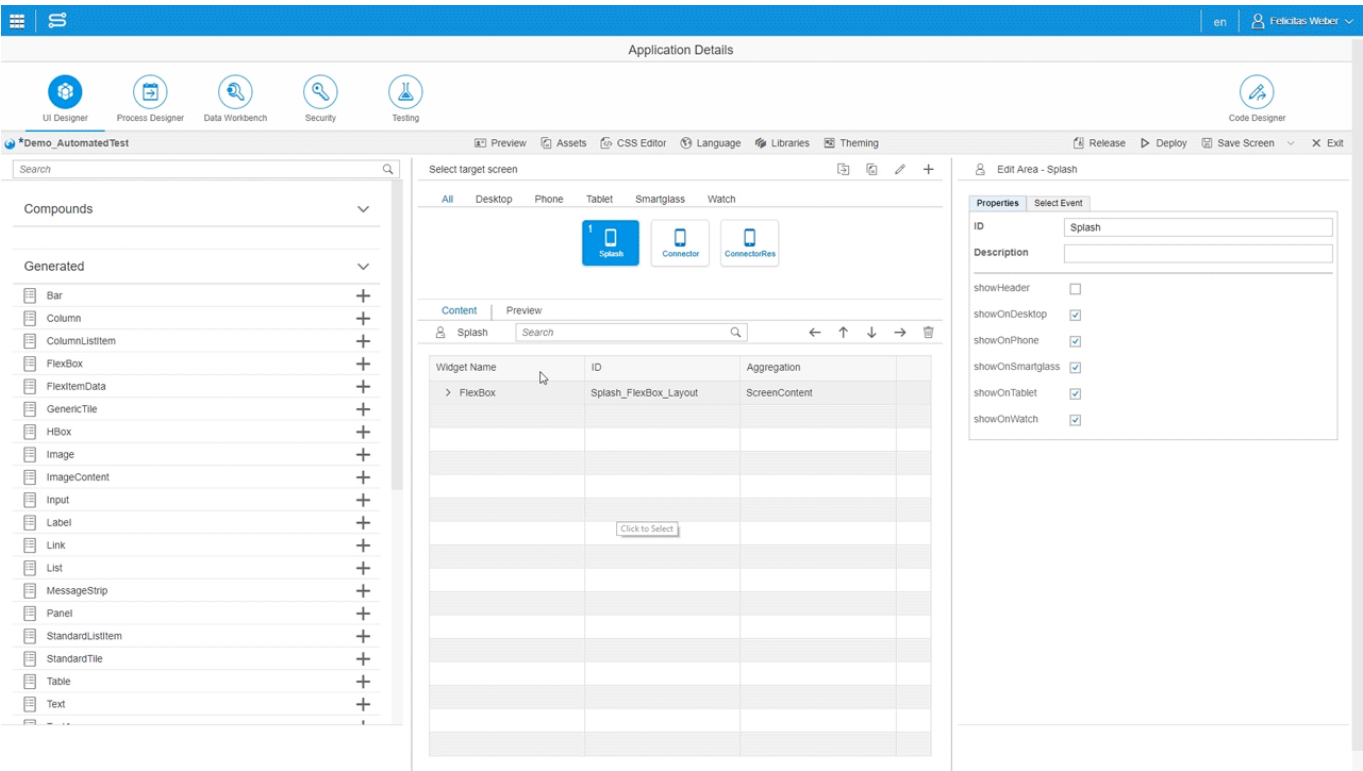 en Felicitas Weber
Application Details
UI Designer Process Designer Data Workbench Security Testing Code Designer
*Demo_AutomatedTest Preview Assets CSS Editor Language Libraries Theming Release Deploy Save Screen Exit
Search
Compounds
Generated
Bar
Column
ColumnListItem
FlexBox
FlexItemData
GenericTile
HBox
Image
ImageContent
Input
Label
Link
List
MessageStrip
Panel
StandardListItem
StandardTile
Table
Text
Select target screen
All Desktop Phone Tablet Smartglass Watch
1
Splash Connector ConnectorRes
Content Preview
Splash Search
Widget Name ID Aggregation
FlexBox Splash_FlexBox_Layout ScreenContent
Click to Select
Edit Area - Splash
Properties Select Event
ID Splash
Description
showHeader
showOnDesktop
showOnPhone
showOnSmartglass
showOnTablet
showOnWatch